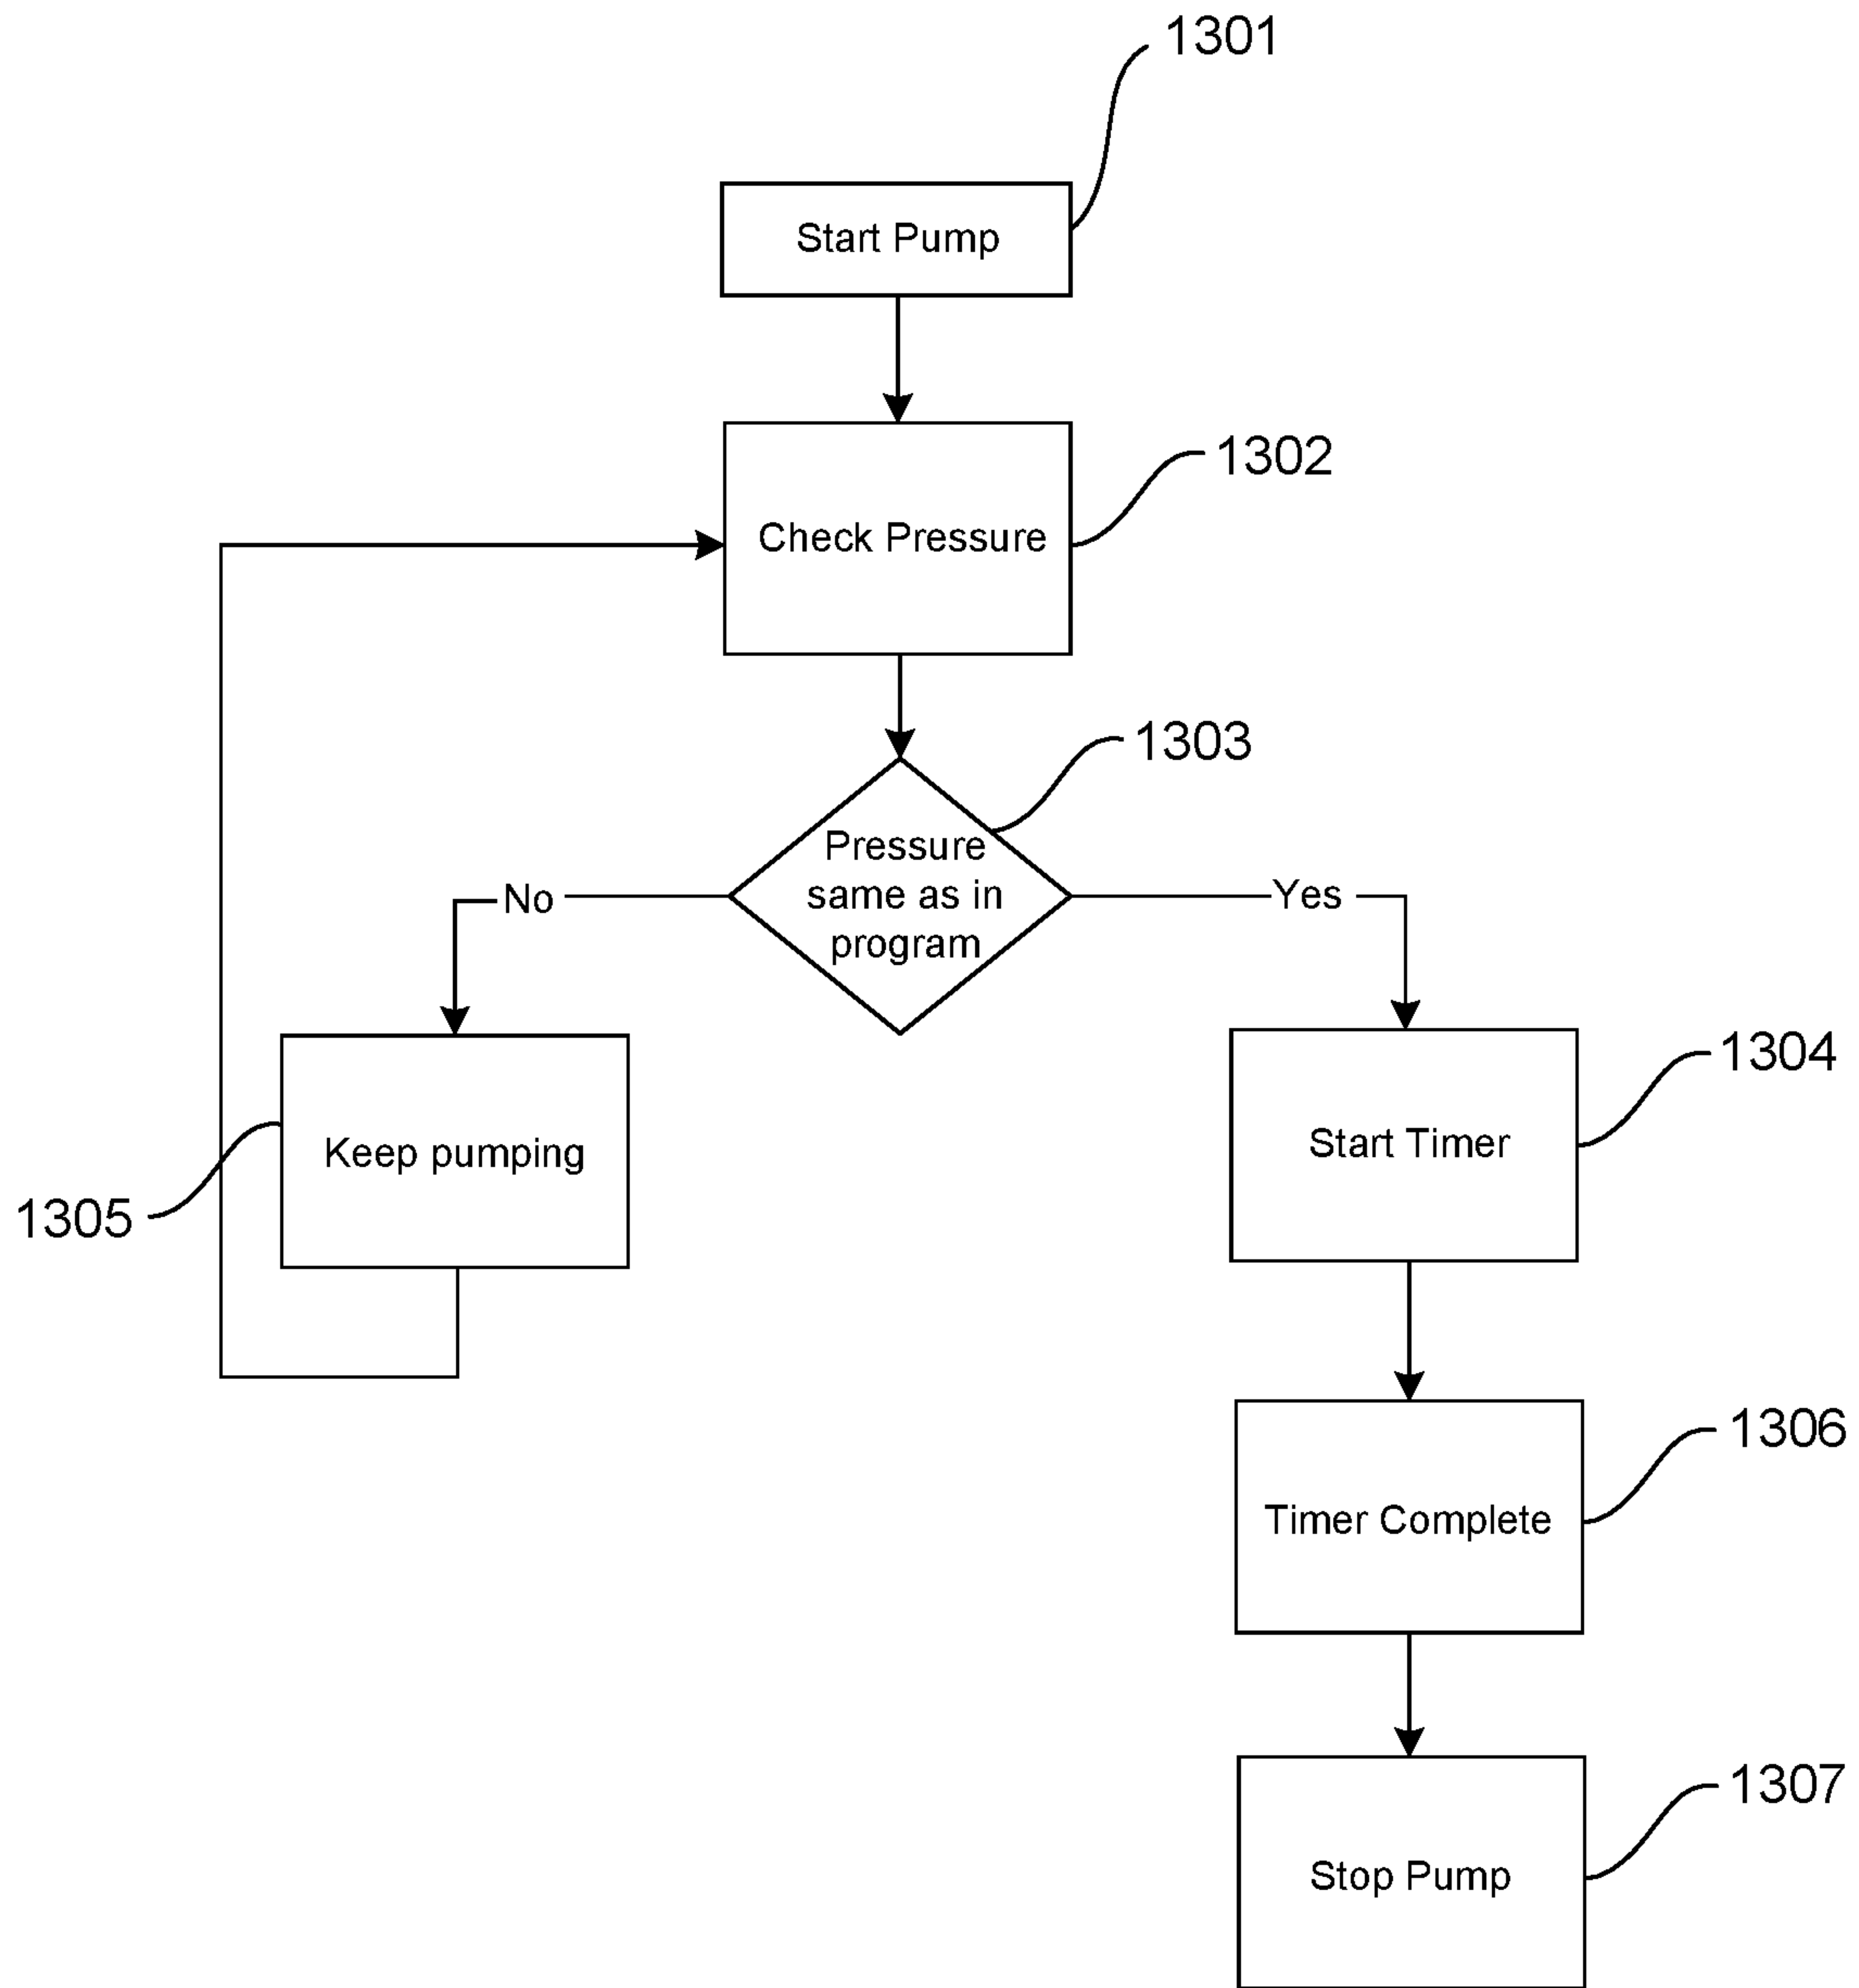 1301
Start Pump
1302
Check Pressure
1303
Pressure
same as in
program
No
Yes
1304
Start Timer
Keep pumping
1305
1306
Timer Complete
1307
Stop Pump